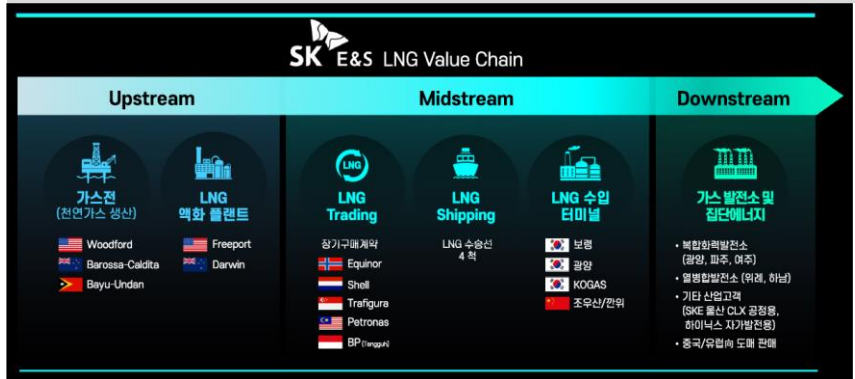 SK E&S LNG Value Chain
Upstream
Midstream
Downstream
가스전
(천연가스 생산)
Woodford
Barossa-Caldita
Bayu-Undan
LNG
액화 플랜트
Freeport
Darwin
LNG
LNG
Trading
장기구매계약
Equinor
Shell
Trafigura
Petronas
BP (Tangguh)
LNG
Shipping
LNG 수송선
4 척
LNG 수입
터미널
보령
광양
KOGAS
조우산/깐위
가스 발전소 및
집단에너지
• 복합화력발전소
(광양, 파주, 여주)
• 열병합발전소 (위례, 하남)
• 기타 산업고객
(SKE 울산 CLX 공정용,
하이닉스 자가발전용)
• 중국/유럽向 도매 판매